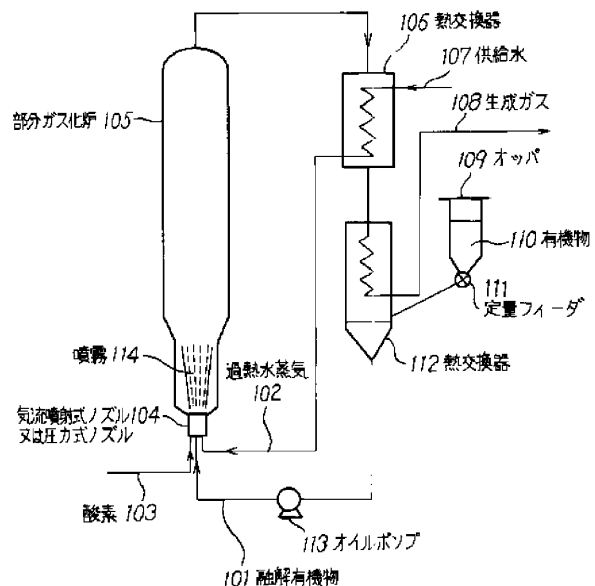 106 熱交換器
107 供給水
108 生成ガス
109 オッパ
部分ガス化炉 105
110 有機物
111
定量フィーダ
112 熱交換器
噴霧 114
過熱水蒸気
102
気流噴射式ノズル 104
又は圧力式ノズル
酸素 103
113 オイルポンプ
101 融解有機物